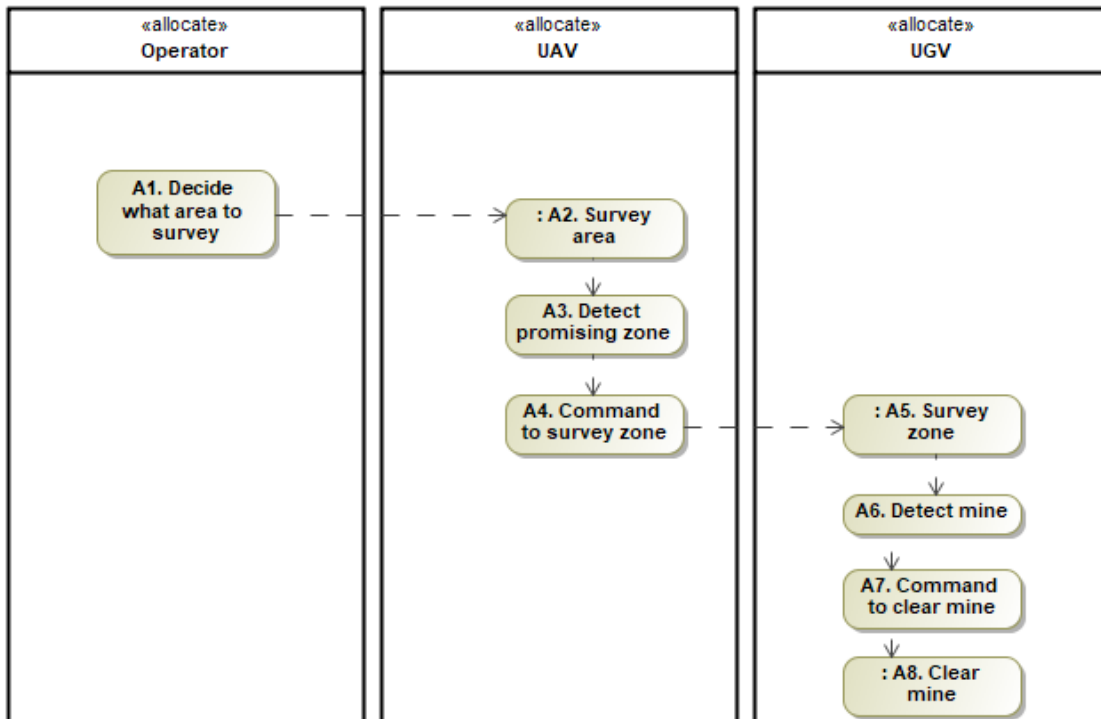 «allocate»
Operator
«allocate»
UAV
«allocate»
UGV
A1. Decide
what area to
survey
: A2. Survey
area
A3. Detect
promising zone
A4. Command
to survey zone
: A5. Survey
zone
A6. Detect mine
A7. Command
to clear mine
: A8. Clear
mine